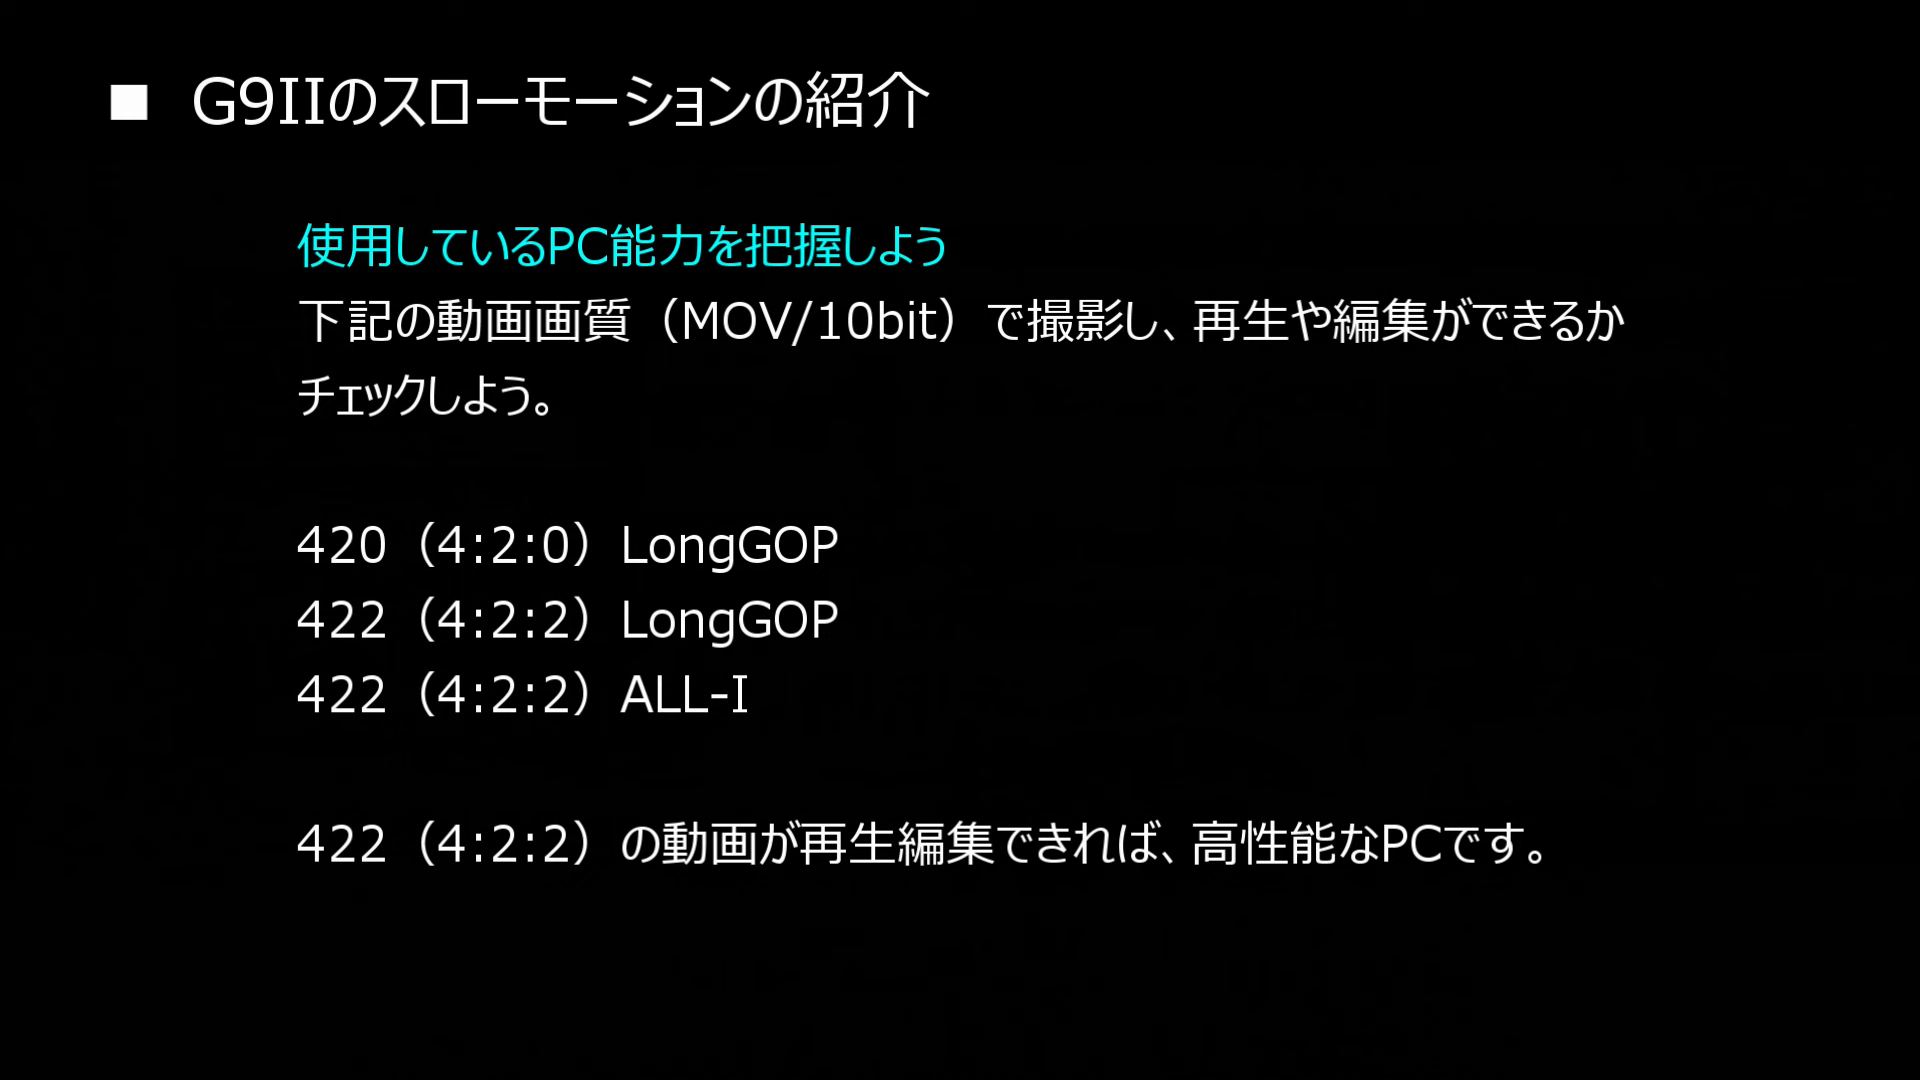 ■ G9IIのスローモーションの紹介
使用しているPC能力を把握しよう
下記の動画画質（MOV/10bit）で撮影し、再生や編集ができるか
チェックしよう。
420（4:2:0）LongGOP
422（4:2:2）LongGOP
422（4:2:2）ALL-I
422（4:2:2）の動画が再生編集できれば、高性能なPCです。